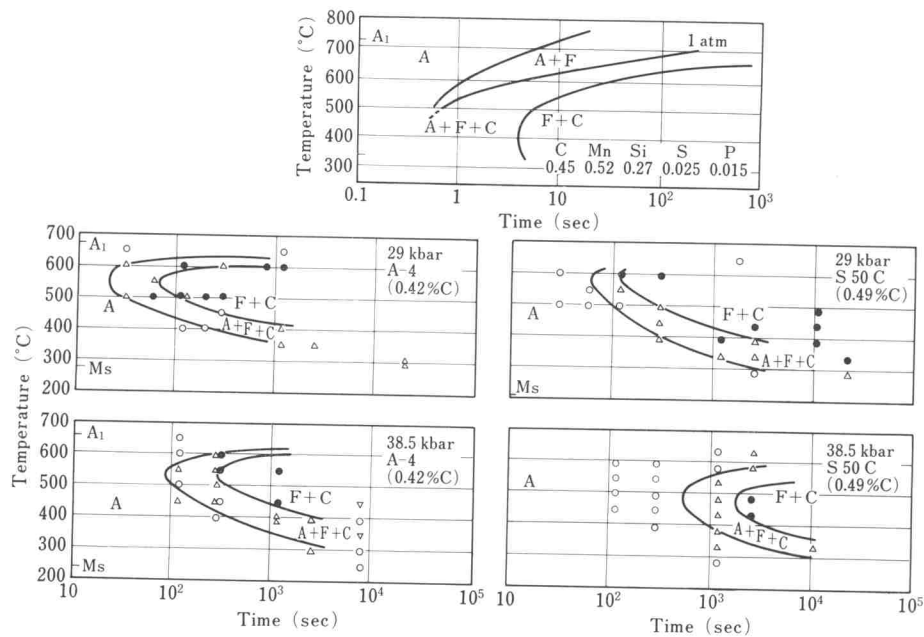 Temperature (°C)
800
700
600
500
400
300
A1
A
1 atm
A+F
A+F+C
F+C
C Mn Si S P
0.45 0.52 0.27 0.025 0.015
0.1 1 10 10² 10³
Time (sec)
Temperature (°C)
700
600
500
400
300
200
A1
A
Ms
29 kbar
A-4
(0.42%C)
F+C
A+F+C
29 kbar
S 50 C
(0.49%C)
A
Ms
F+C
A+F+C
700
600
500
400
300
200
A1
A
Ms
38.5 kbar
A-4
(0.42%C)
F+C
A+F+C
38.5 kbar
S 50 C
(0.49%C)
A
F+C
A+F+C
10 10² 10³ 10⁴ 10⁵
Time (sec)
10 10² 10³ 10⁴ 10⁵
Time (sec)